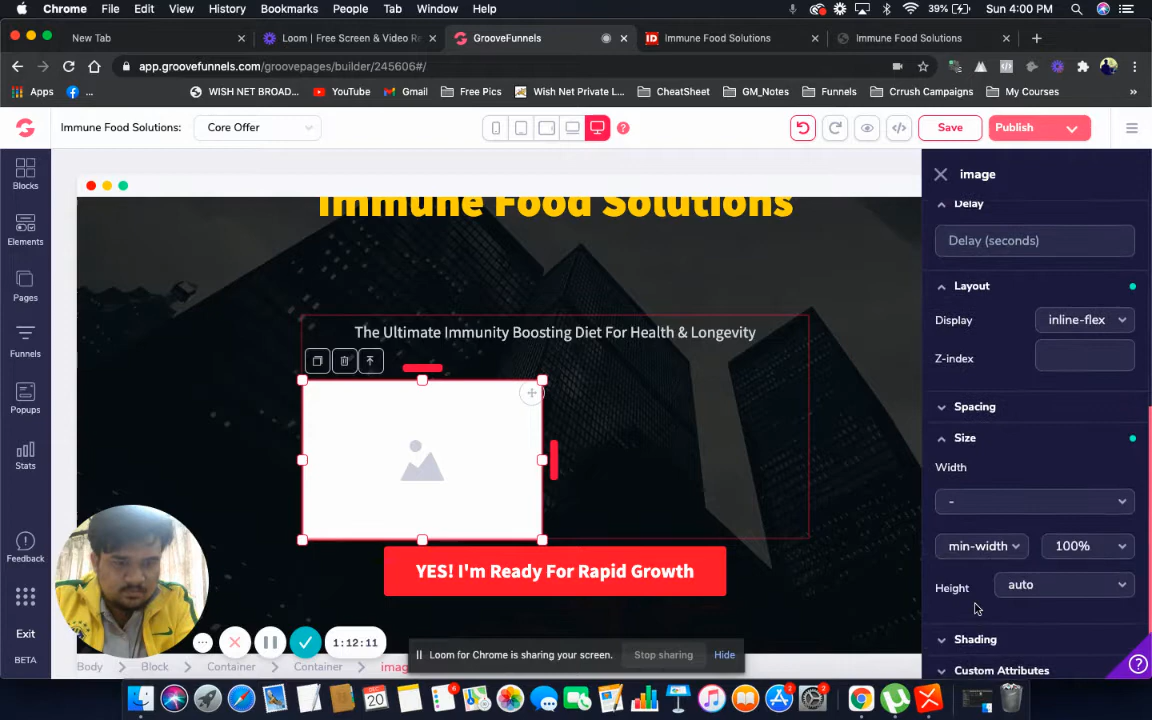 Chrome File Edit View History Bookmarks People Tab Window Help 39% Sun 4:00 PM
New Tab
Loom | Free Screen & Video Re
GrooveFunnels
Immune Food Solutions
Immune Food Solutions
app.groovefunnels.com/groovepages/builder/245606#/
Apps
...
WISH NET BROAD...
YouTube
Gmail
Free Pics
Wish Net Private L...
CheatSheet
GM_Notes
Funnels
Crrush Campaigns
My Courses
»
Immune Food Solutions:
Core Offer
Save
Publish
Blocks
Elements
Pages
Funnels
Popups
Stats
Feedback
Exit
BETA
Immune Food Solutions
The Ultimate Immunity Boosting Diet For Health & Longevity
YES! I'm Ready For Rapid Growth
image
Delay
Delay (seconds)
Layout
Display
inline-flex
Z-index
Spacing
Size
Width
-
min-width
100%
Height
auto
Shading
Custom Attributes
1:12:11
Loom for Chrome is sharing your screen.
Stop sharing
Hide
Body
Block
Container
Container
DEC
20
6
2
2